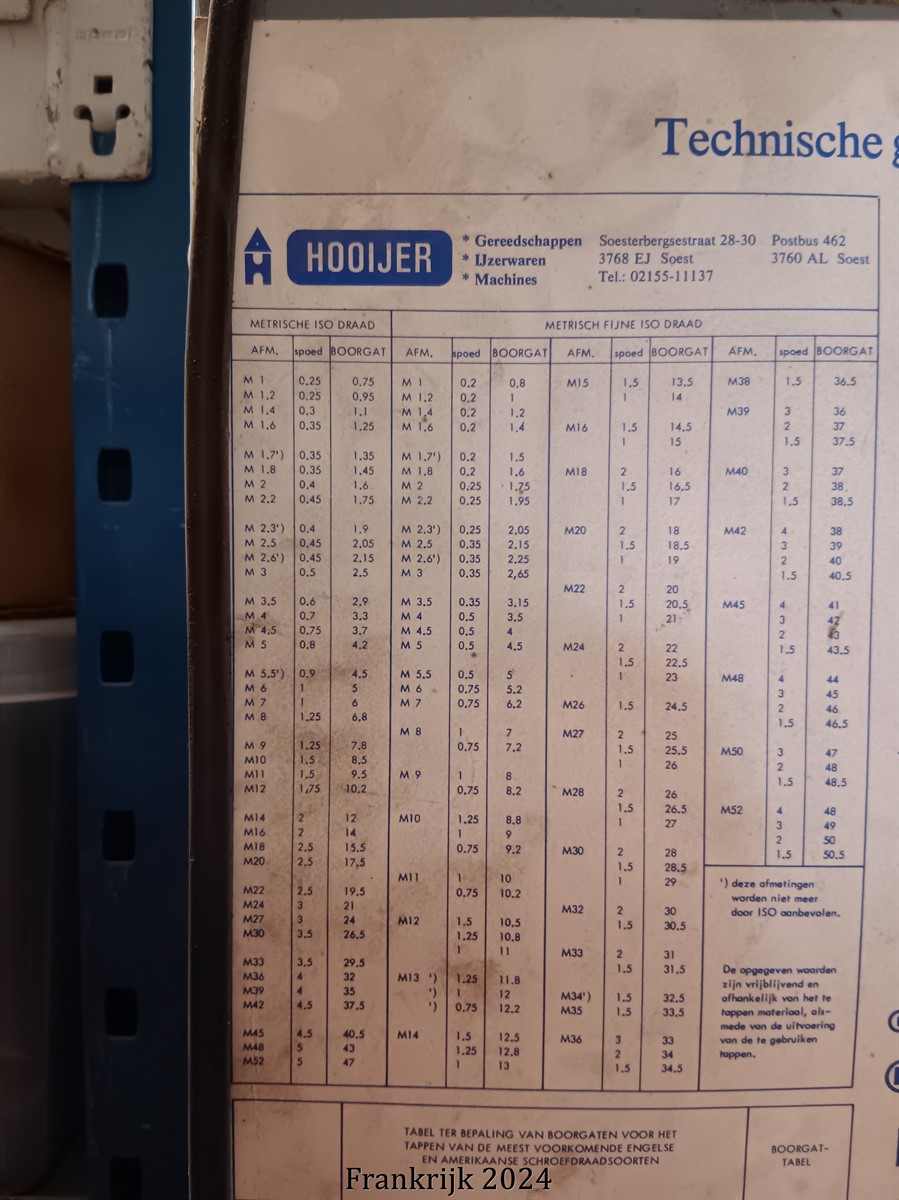 Technische
HOOIJER
* Gereedschappen
* IJzerwaren
* Machines
Soesterbergsestraat 28-30 Postbus 462
3768 EJ Soest 3760 AL Soest
Tel.: 02155-11137
METRISCHE ISO DRAAD
AFM. spoed BOORGAT
M 1 0,25 0,75
M 1.2 0.25 0.95
M 1.4 0.3 1.1
M 1.6 0.35 1.25
M 1,7') 0.35 1.35
M 1.8 0.35 1.45
M 2 0.4 1.6
M 2.2 0.45 1.75
M 2.3') 0.4 1.9
M 2.5 0.45 2.05
M 2.6') 0.45 2.15
M 3 0.5 2.5
M 3.5 0.6 2.9
M 4 0.7 3.3
M 4.5 0.75 3.7
M 5 0.8 4.2
M 5.5') 0.9 4.5
M 6 1 5
M 7 1 6
M 8 1.25 6.8
M 9 1.25 7.8
M10 1.5 8.5
M11 1.5 9.5
M12 1,75 10.2
M14 2 12
M16 2 14
M18 2.5 15.5
M20 2.5 17,5
M22 2.5 19.5
M24 3 21
M27 3 24
M30 3.5 26.5
M33 3.5 29.5
M36 4 32
M39 4 35
M42 4.5 37.5
M45 4.5 40.5
M48 5 43
M52 5 47
METRISCH FIJNE ISO DRAAD
AFM. spoed BOORGAT
M 1 0.2 0,8
M 1.2 0.2 1
M 1.4 0.2 1.2
M 1.6 0.2 1.4
M 1,7') 0.2 1.5
M 1.8 0.2 1.6
M 2 0.25 1.75
M 2.2 0.25 1.95
M 2.3') 0.25 2.05
M 2.5 0.35 2.15
M 2.6') 0.35 2.25
M 3 0.35 2,65
M 3.5 0.35 3.15
M 4 0.5 3.5
M 4.5 0.5 4
M 5 0.5 4.5
M 5.5 0.5 5
M 6 0.75 5.2
M 7 0.75 6.2
M 8 1 7
0.75 7.2
M 9 1 8
0.75 8.2
M10 1.25 8.8
1 9
0.75 9.2
M11 1 10
0.75 10.2
M12 1.5 10.5
1.25 10.8
1 11
M13 ') 1.25 11.8
') 1 12
') 0.75 12.2
M14 1.5 12.5
1.25 12.8
1 13
AFM. spoed BOORGAT
M15 1.5 13.5
1 14
M16 1.5 14.5
1 15
M18 2 16
1.5 16.5
1 17
M20 2 18
1.5 18.5
1 19
M22 2 20
1.5 20.5
1 21
M24 2 22
1.5 22.5
1 23
M26 1.5 24.5
M27 2 25
1.5 25.5
1 26
M28 2 26
1.5 26.5
1 27
M30 2 28
1.5 28.5
1 29
M32 2 30
1.5 30.5
M33 2 31
1.5 31.5
M34') 1.5 32.5
M35 1.5 33.5
M36 3 33
2 34
1.5 34.5
AFM. spoed BOORGAT
M38 1.5 36.5
M39 3 36
2 37
1.5 37.5
M40 3 37
2 38
1.5 38.5
M42 4 38
3 39
2 40
1.5 40.5
M45 4 41
3 42
2 43
1.5 43.5
M48 4 44
3 45
2 46
1.5 46.5
M50 3 47
2 48
1.5 48.5
M52 4 48
3 49
2 50
1.5 50.5
') deze afmetingen
worden niet meer
door ISO aanbevolen.
De opgegeven waarden
zijn vrijblijvend en
afhankelijk van het te
tappen materiaal, als-
mede van de uitvoering
van de te gebruiken
tappen.
TABEL TER BEPALING VAN BOORGATEN VOOR HET
TAPPEN VAN DE MEEST VOORKOMENDE ENGELSE
EN AMERIKAANSE SCHROEFDRAADSOORTEN
BOORGAT-
TABEL
Frankrijk 2024